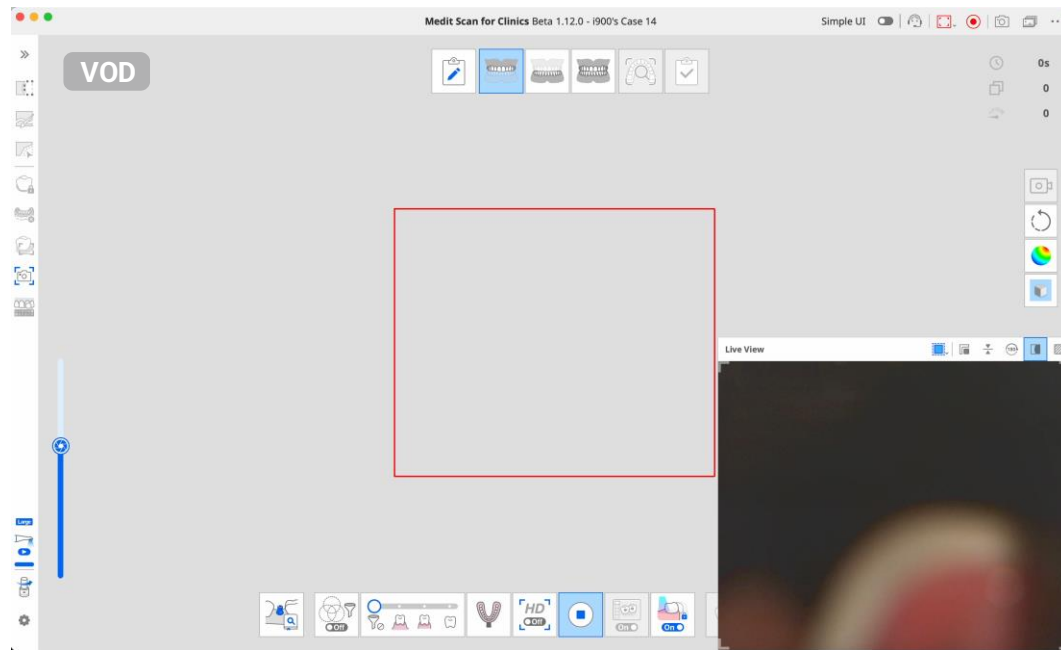 Medit Scan for Clinics Beta 1.12.0 - i900's Case 14
Simple UI
VOD
0s
0
0
Live View
Large
HD
Off
Off
On
On